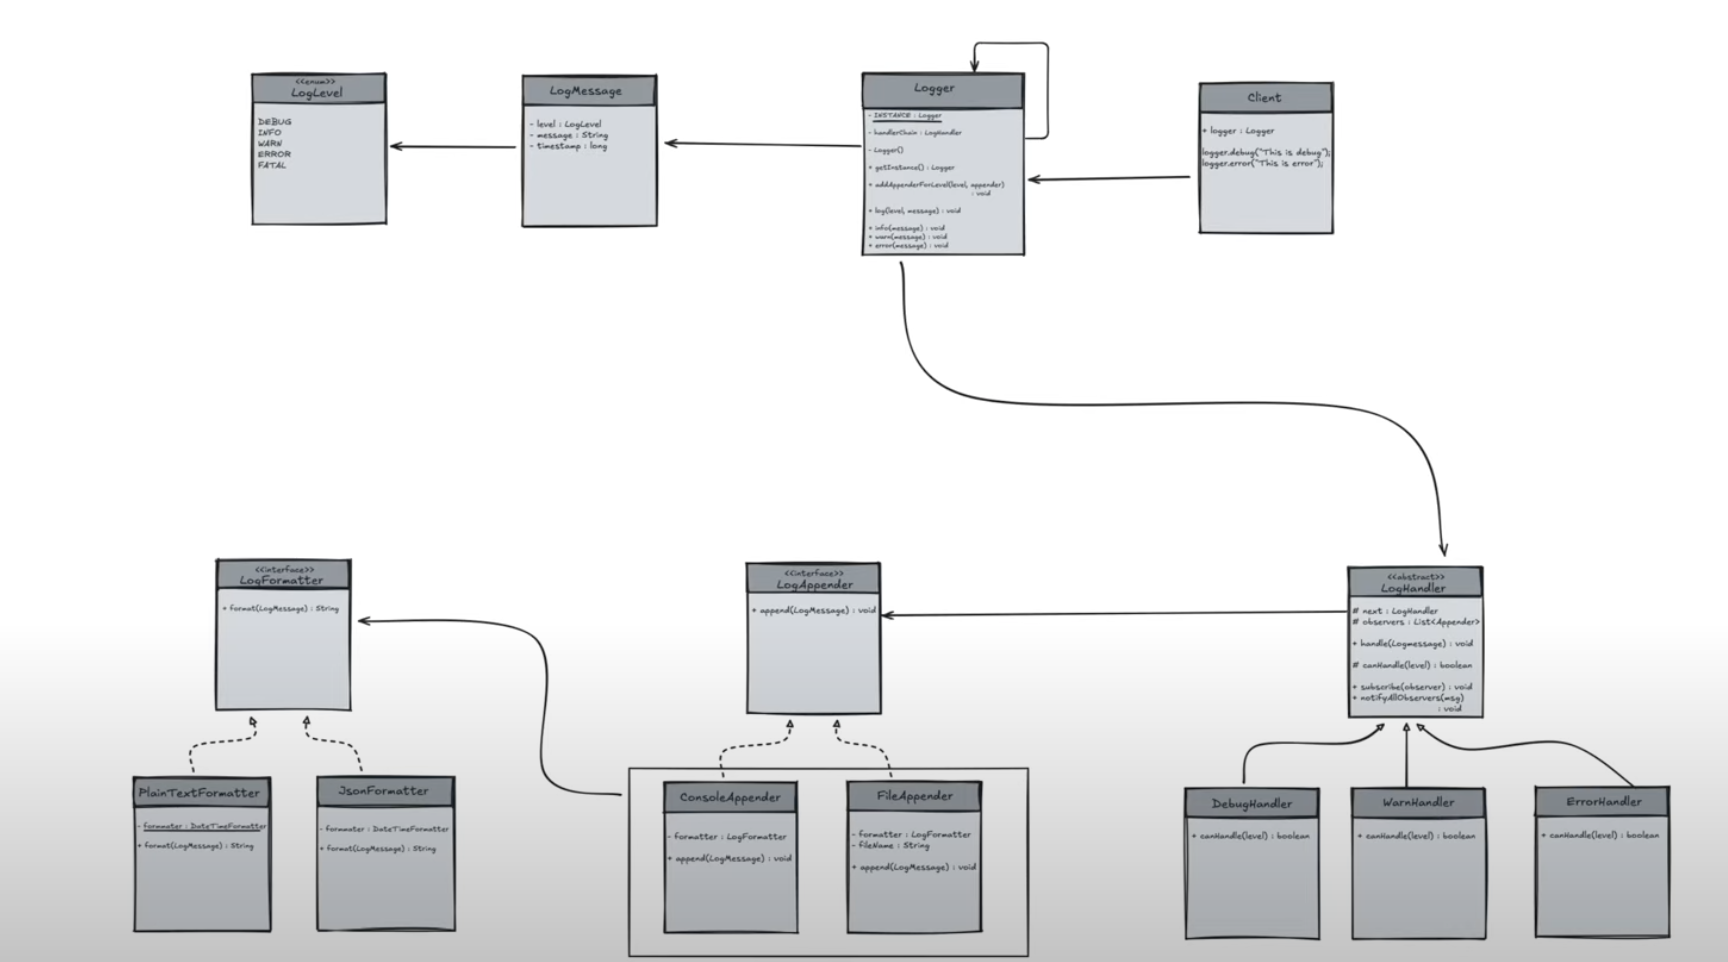 <<enum>>
LogLevel
DEBUG
INFO
WARN
ERROR
FATAL
LogMessage
- level : LogLevel
- message : String
- timestamp : long
Logger
- INSTANCE : Logger
- handlerChain : LogHandler
- Logger()
+ getInstance() : Logger
+ addAppenderForLevel(level, appender)
: void
+ log(level, message) : void
+ info(message) : void
+ warn(message) : void
+ error(message) : void
Client
+ logger : Logger
logger.debug("This is debug");
logger.error("This is error");
<<interface>>
LogFormatter
+ format(LogMessage) : String
<<interface>>
LogAppender
+ append(LogMessage) : void
<<abstract>>
LogHandler
# next : LogHandler
# observers : List<Appender>
+ handle(Logmessage) : void
# canHandle(level) : boolean
+ subscribe(observer) : void
+ notifyAllObservers(msg)
: void
PlainTextFormatter
- formmater : DateTimeFormatter
+ format(LogMessage) : String
JsonFormatter
- formmater : DateTimeFormatter
+ format(LogMessage) : String
ConsoleAppender
- formatter : LogFormatter
+ append(LogMessage) : void
FileAppender
- formatter : LogFormatter
- fileName : String
+ append(LogMessage) : void
DebugHandler
+ canHandle(level) : boolean
WarnHandler
+ canHandle(level) : boolean
ErrorHandler
+ canHandle(level) : boolean